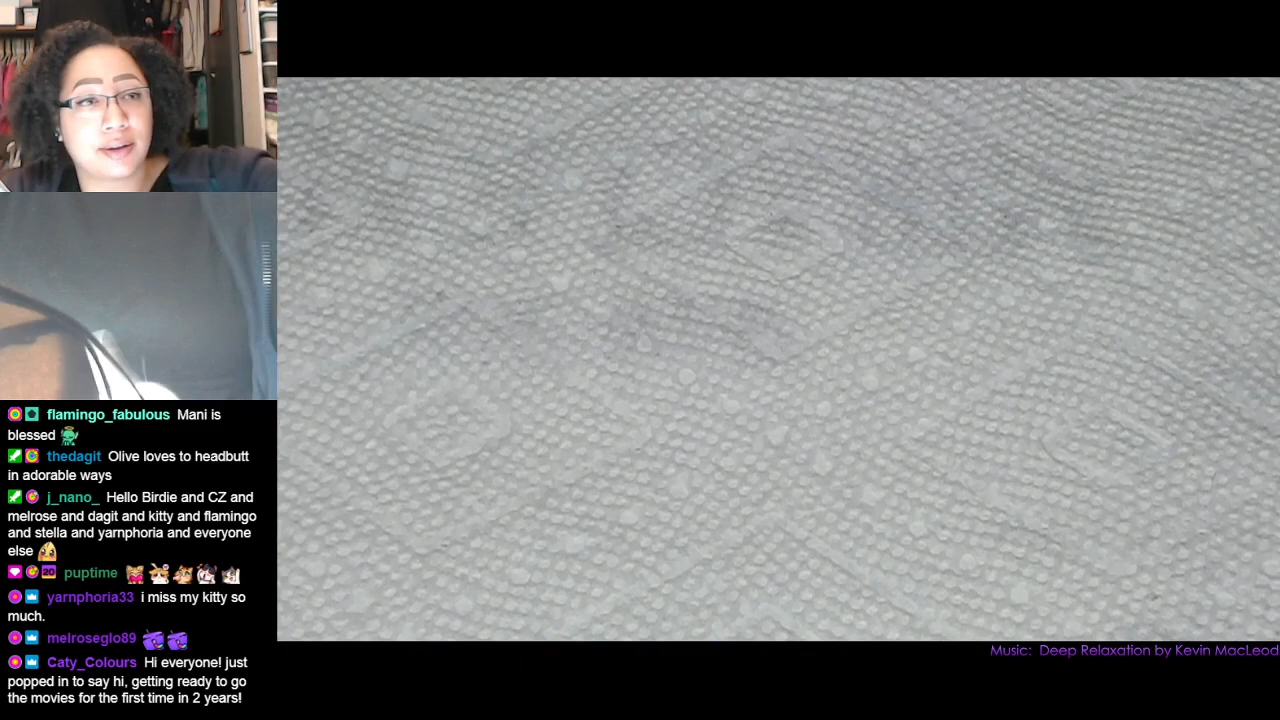 flamingo_fabulous Mani is
blessed
thedagit Olive loves to headbutt
in adorable ways
j_nano_ Hello Birdie and CZ and
melrose and dagit and kitty and flamingo
and stella and yarnphoria and everyone
else
20 puptime
yarnphoria33 i miss my kitty so
much.
melroseglo89
Caty_Colours Hi everyone! just
popped in to say hi, getting ready to go
the movies for the first time in 2 years!
Music: Deep Relaxation by Kevin MacLeod